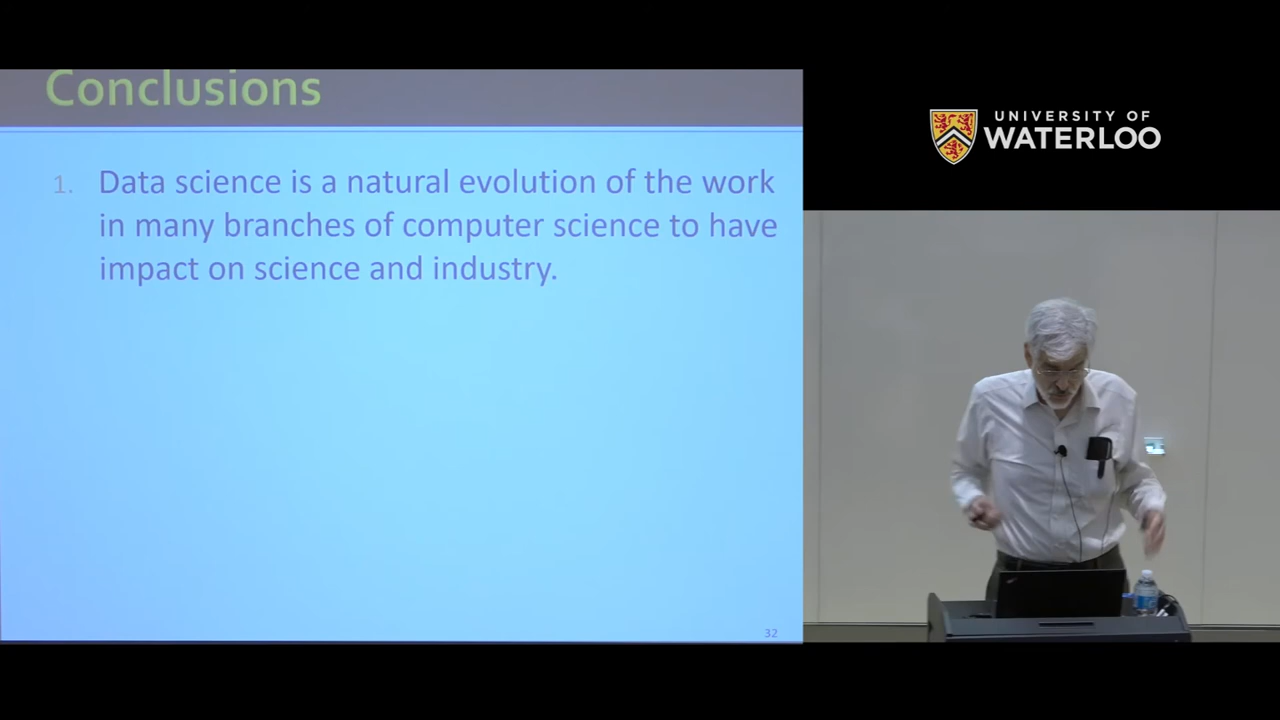 Conclusions
1. Data science is a natural evolution of the work
in many branches of computer science to have
impact on science and industry.
32
UNIVERSITY OF
WATERLOO